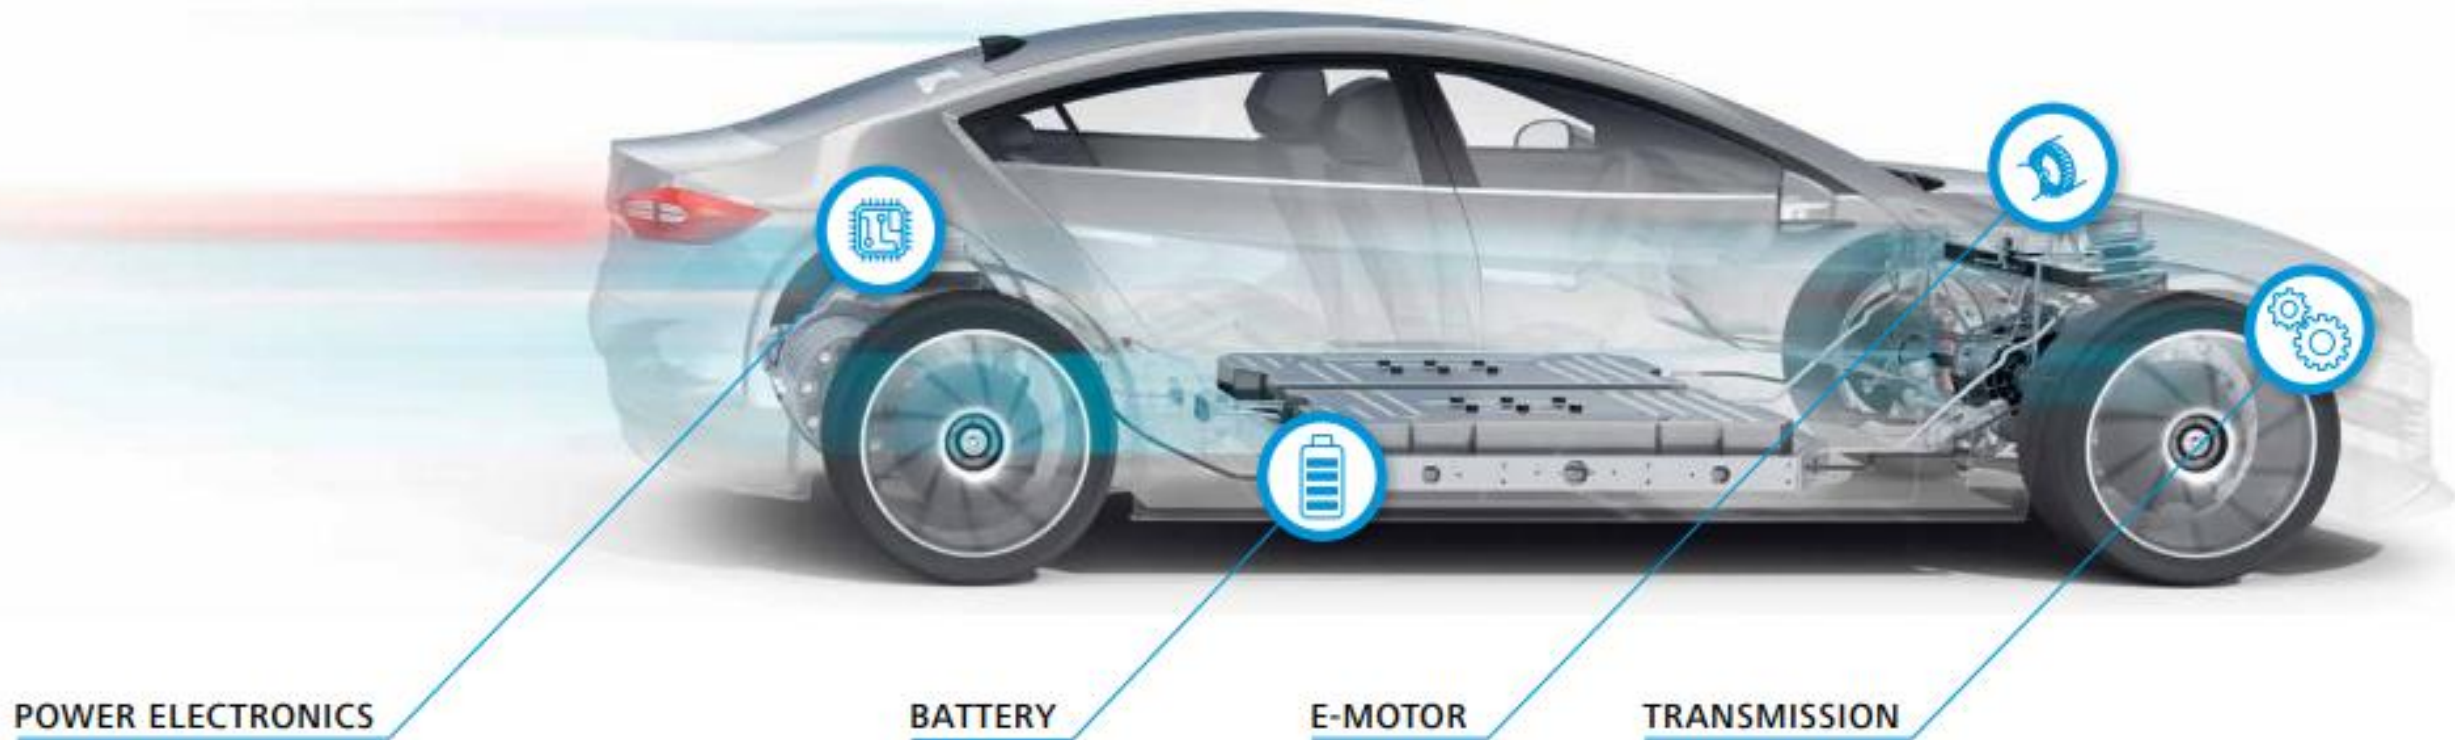 POWER ELECTRONICS
BATTERY
E-MOTOR
TRANSMISSION